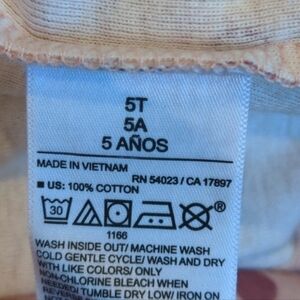 5T
5A
5 AÑOS
MADE IN VIETNAM
RN 54023 / CA 17897
■ US: 100% COTTON
30
®
1166
WASH INSIDE OUT/ MACHINE WASH
COLD GENTLE CYCLE/ WASH AND DRY
WITH LIKE COLORS/ ONLY
NON-CHLORINE BLEACH WHEN
NEEDED/ TUMBLE DRY LOW/ IRON ON